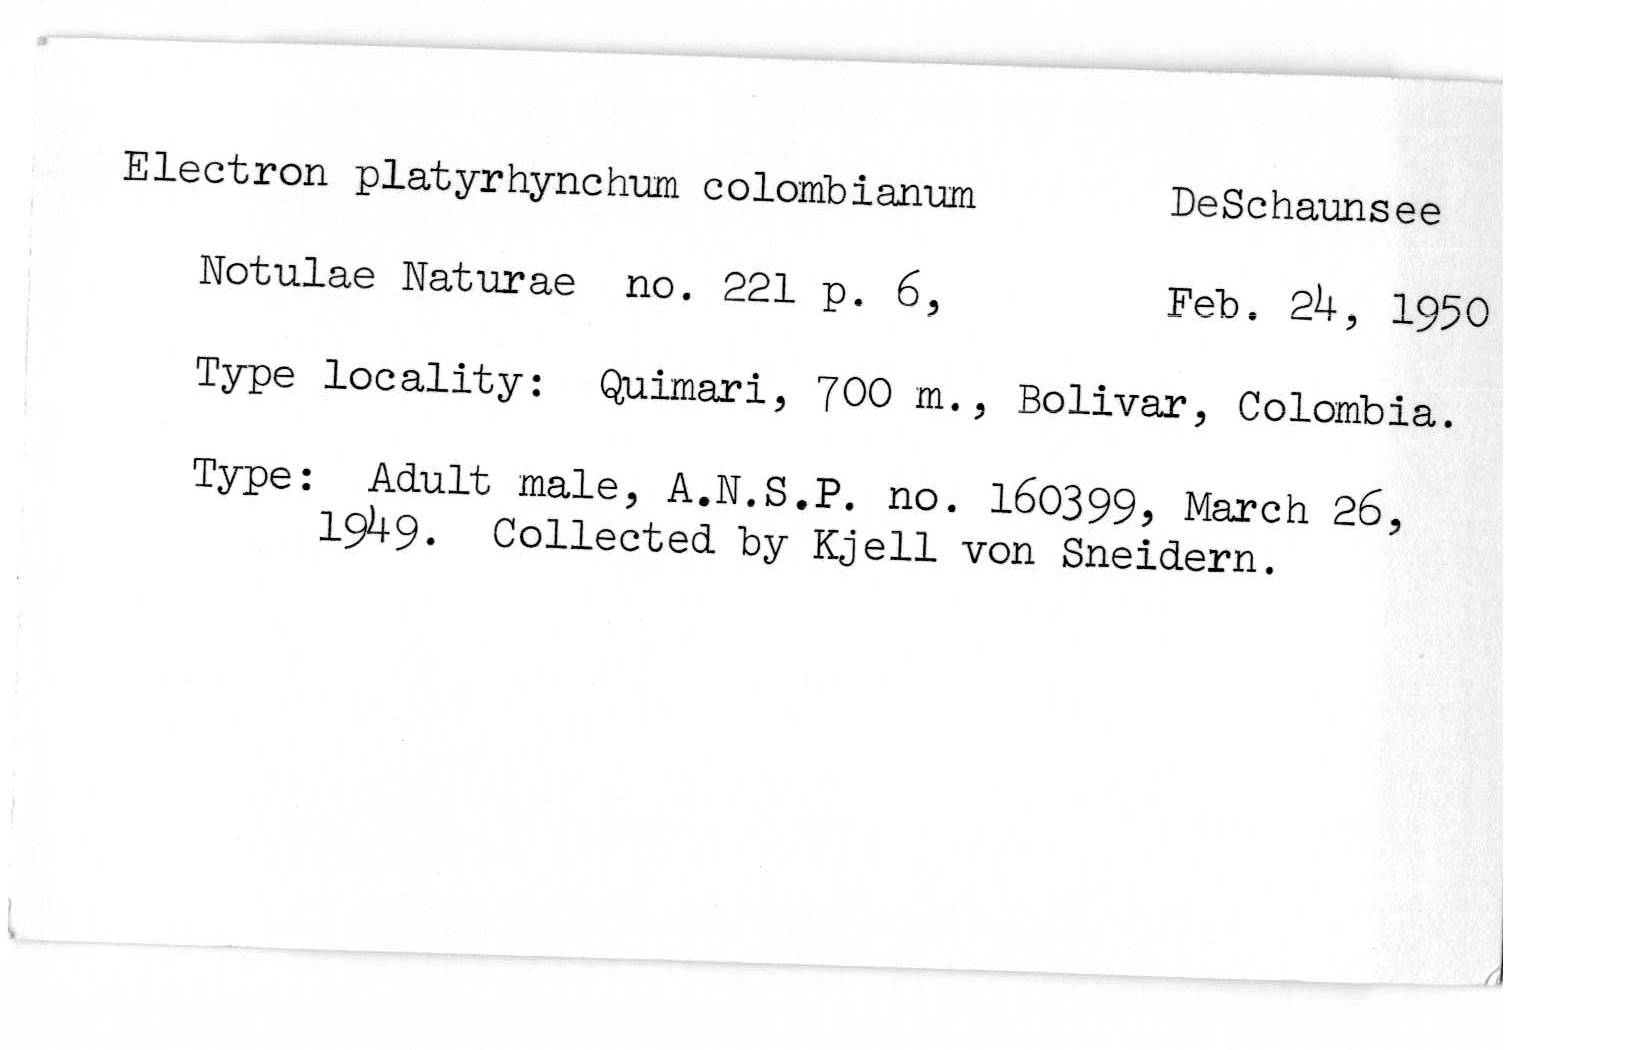 Electron platyrhynchum colombianum DeSchaunsee
Notulae Naturae no. 221 p. 6, Feb. 24, 1950
Type locality: Quimari, 700 m., Bolivar, Colombia.
Type: Adult male, A.N.S.P. no. 160399, March 26,
1949. Collected by Kjell von Sneidern.